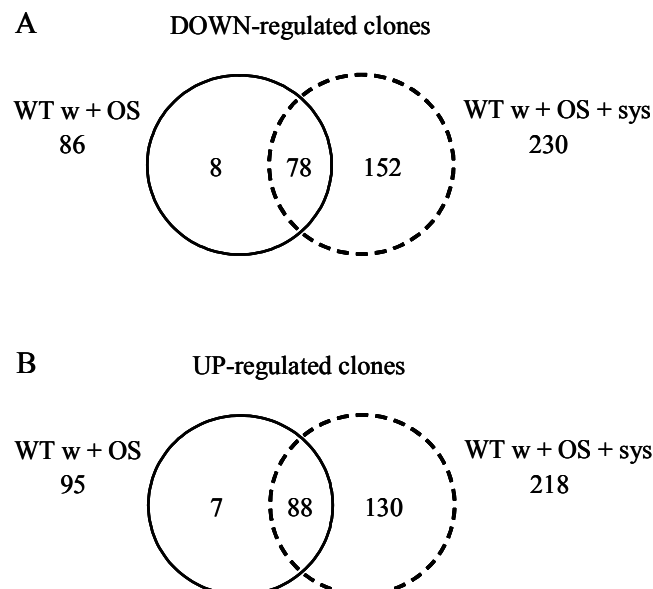 A
DOWN-regulated clones
WT w + OS
86
WT w + OS + sys
230
8
78
152
B
UP-regulated clones
WT w + OS
95
WT w + OS + sys
218
7
88
130